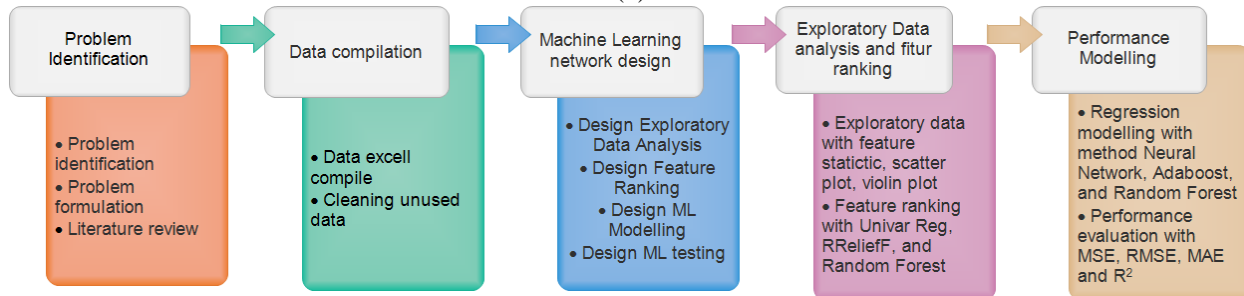 Problem
Identification
• Problem
identification
• Problem
formulation
• Literature review
Data compilation
• Data excell
compile
• Cleaning unused
data
Machine Learning
network design
• Design Exploratory
Data Analysis
• Design Feature
Ranking
• Design ML
Modelling
• Design ML testing
Exploratory Data
analysis and fitur
ranking
• Exploratory data
with feature
statictic, scatter
plot, violin plot
• Feature ranking
with Univar Reg,
RReliefF, and
Random Forest
Performance
Modelling
• Regression
modelling with
method Neural
Network, Adaboost,
and Random Forest
• Performance
evaluation with
MSE, RMSE, MAE
and R²